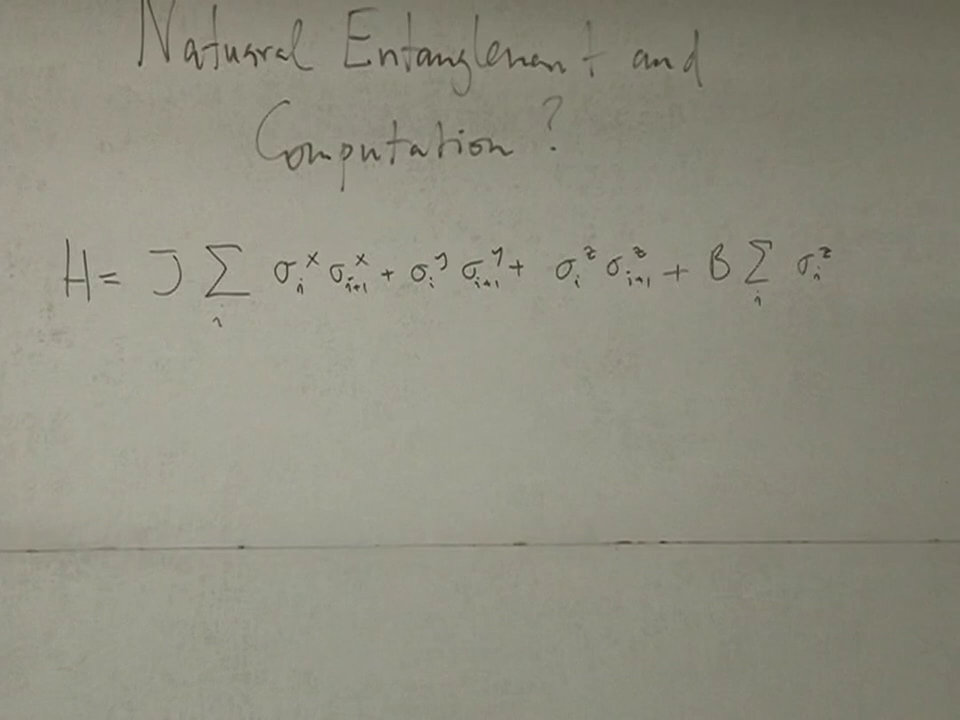 Natural Entanglement and
Computation?
H = J ∑ᵢ σᵢˣ σᵢ₊₁ˣ + σᵢʸ σᵢ₊₁ʸ + σᵢᶻ σᵢ₊₁ᶻ + B ∑ᵢ σᵢᶻ